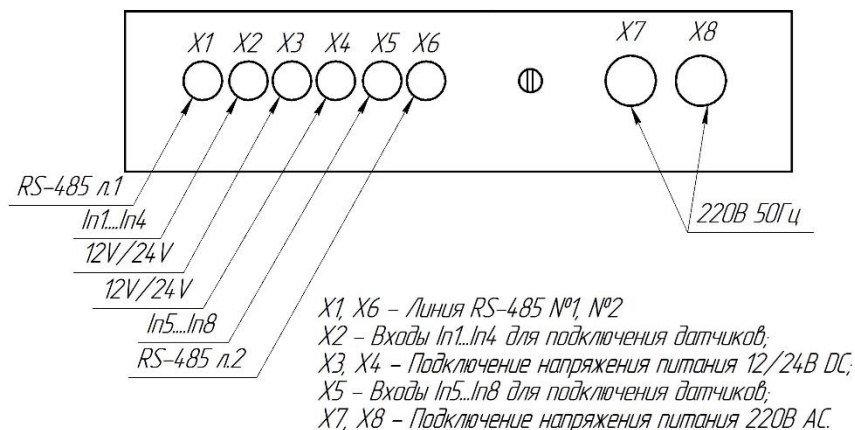 X1 X2 X3 X4 X5 X6 X7 X8
RS-485 л.1
In1...In4
12V/24V
12V/24V
In5...In8
RS-485 л.2
220В 50Гц
X1, X6 – Линия RS-485 №1, №2
X2 – Входы In1...In4 для подключения датчиков;
X3, X4 – Подключение напряжения питания 12/24В DC;
X5 – Входы In5...In8 для подключения датчиков;
X7, X8 – Подключение напряжения питания 220В AC.